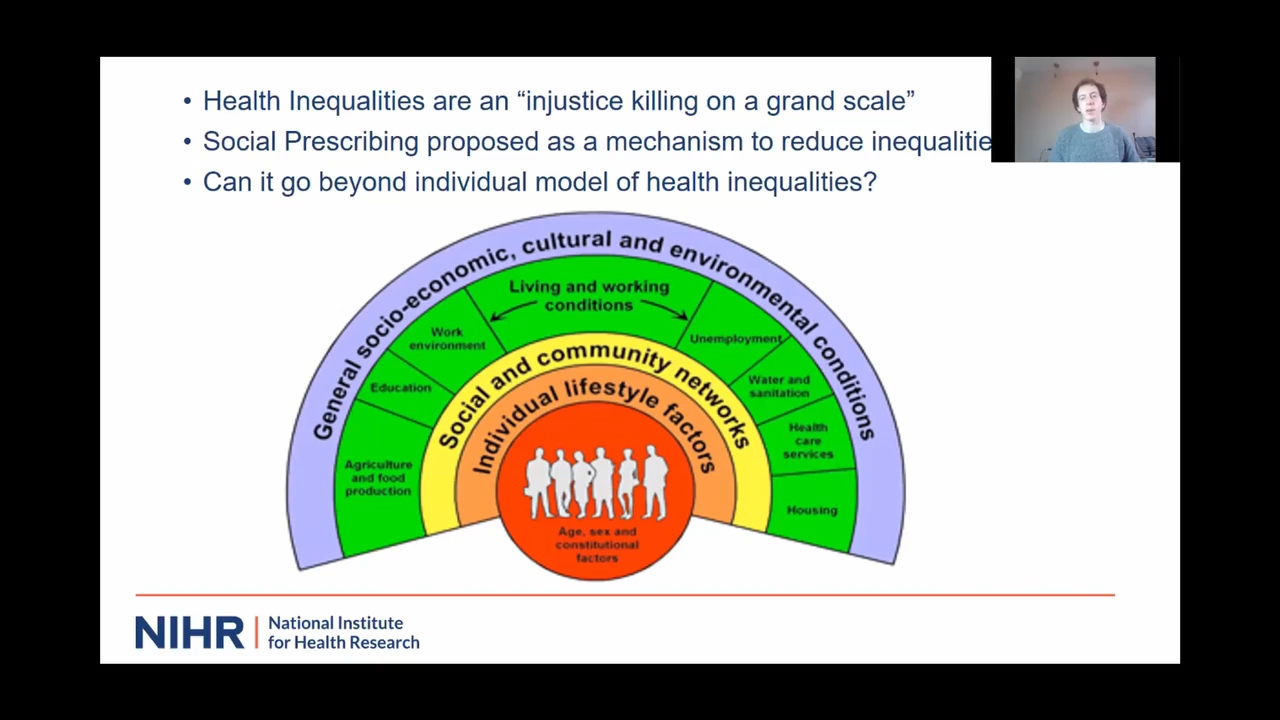 • Health Inequalities are an “injustice killing on a grand scale”
• Social Prescribing proposed as a mechanism to reduce inequalitie
• Can it go beyond individual model of health inequalities?
General socio-economic, cultural and environmental conditions
Living and working
conditions
Work
environment
Education
Agriculture
and food
production
Unemployment
Water and
sanitation
Health
care
services
Housing
Social and community networks
Individual lifestyle factors
Age, sex and
constitutional
factors
NIHR | National Institute
for Health Research